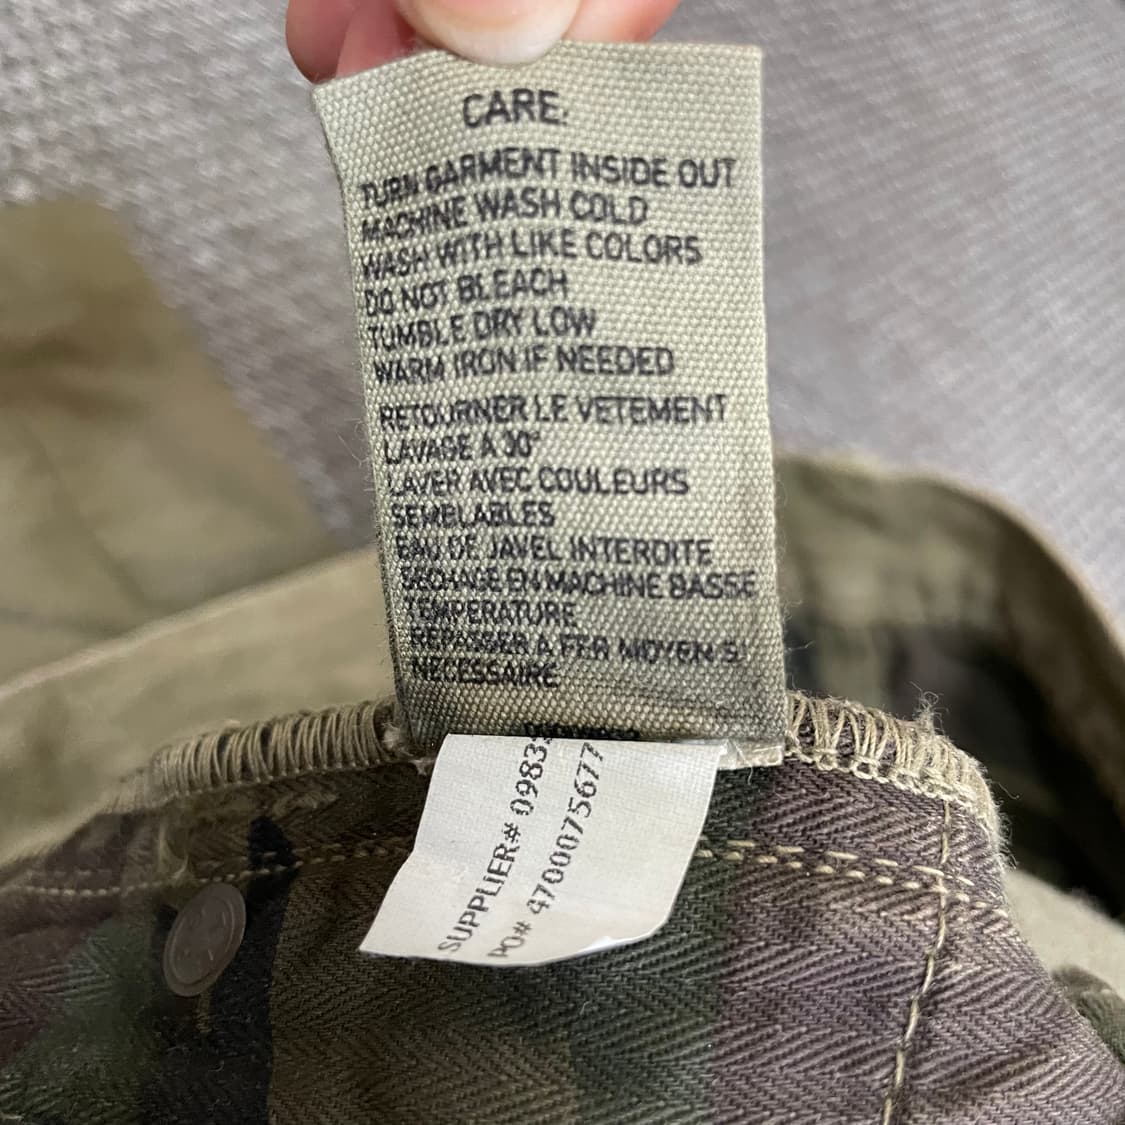 CARE:
TURN GARMENT INSIDE OUT
MACHINE WASH COLD
WASH WITH LIKE COLORS
DO NOT BLEACH
TUMBLE DRY LOW
WARM IRON IF NEEDED
RETOURNER LE VETEMENT
LAVAGE A 30°
LAVER AVEC COULEURS
SEMBLABLES
EAU DE JAVEL INTERDITE
SECHAGE EN MACHINE BASSE
TEMPERATURE
REPASSER A FER MOYEN SI
NECESSAIRE
SUPPLIER# 0983
PO# 4700075677